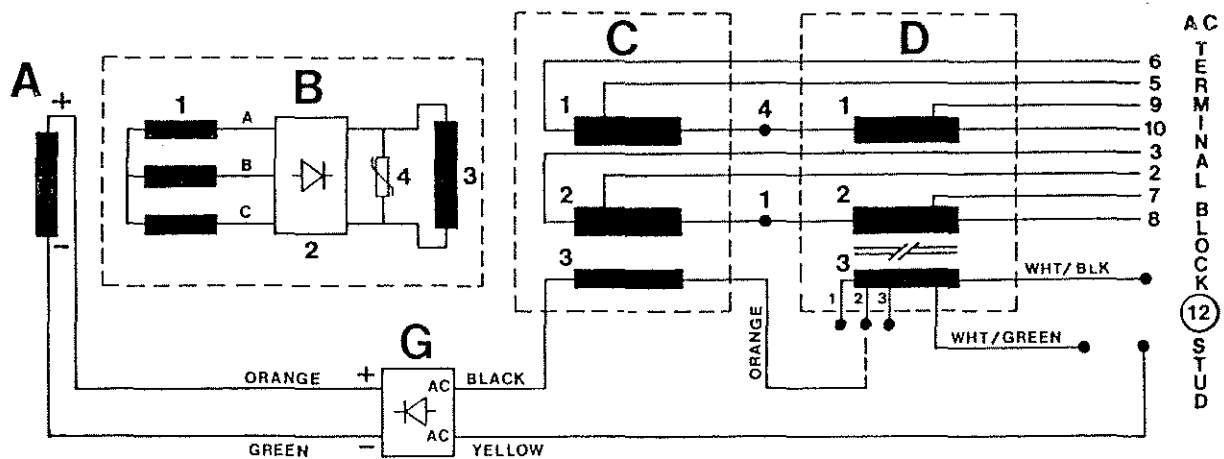 A
+
-
B
1
A
B
C
2
3
4
C
1
2
3
4
1
D
1
2
3
1 2 3
6
5
9
10
3
2
7
8
AC TERMINAL BLOCK
12
STUD
WHT/BLK
WHT/GREEN
ORANGE
G
ORANGE + AC BLACK
GREEN - AC YELLOW